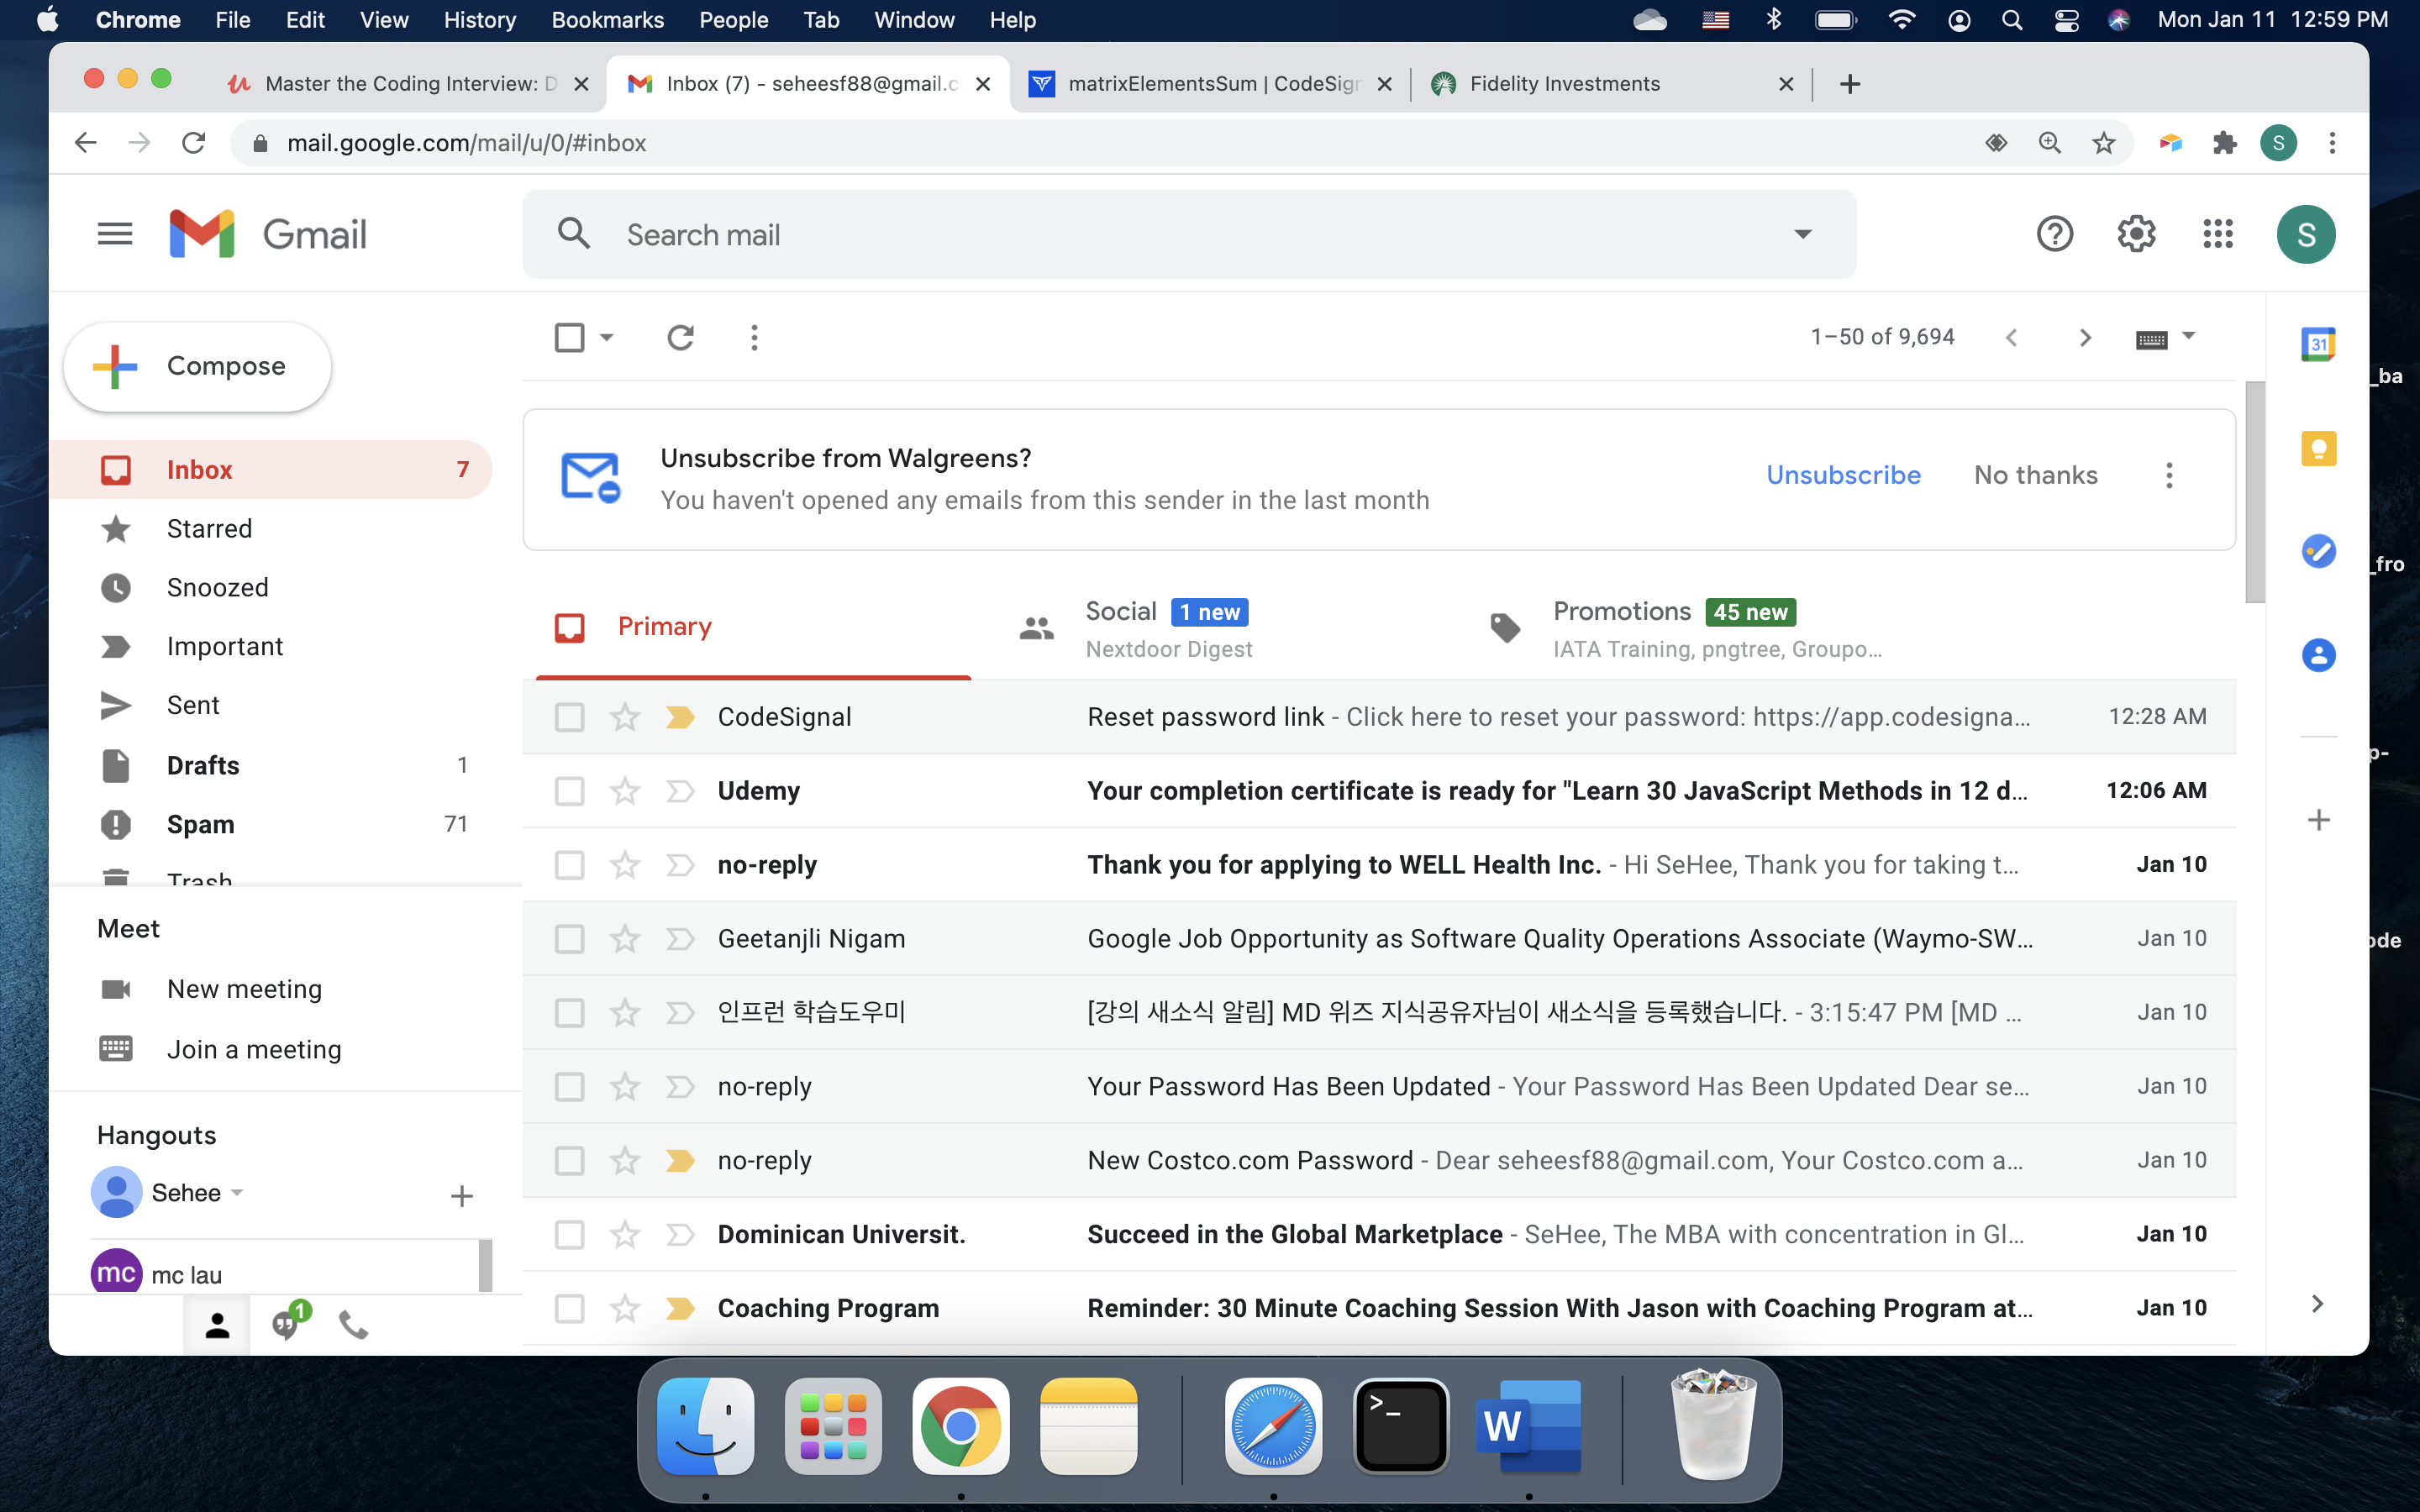 Chrome File Edit View History Bookmarks People Tab Window Help Mon Jan 11 12:59 PM
Master the Coding Interview: D Inbox (7) - seheesf88@gmail.c matrixElementsSum | CodeSign Fidelity Investments
mail.google.com/mail/u/0/#inbox S
Gmail Search mail S
Compose
1–50 of 9,694
31
_ba
Unsubscribe from Walgreens?
You haven't opened any emails from this sender in the last month
Unsubscribe No thanks
Inbox 7
Starred
Snoozed
Important
Sent
Drafts 1
Spam 71
Trash
_fro
Primary
Social 1 new
Nextdoor Digest
Promotions 45 new
IATA Training, pngtree, Groupo...
CodeSignal Reset password link - Click here to reset your password: https://app.codesigna... 12:28 AM
p-
Udemy Your completion certificate is ready for "Learn 30 JavaScript Methods in 12 d... 12:06 AM
no-reply Thank you for applying to WELL Health Inc. - Hi SeHee, Thank you for taking t... Jan 10
Geetanjli Nigam Google Job Opportunity as Software Quality Operations Associate (Waymo-SW... Jan 10
ode
인프런 학습도우미 [강의 새소식 알림] MD 위즈 지식공유자님이 새소식을 등록했습니다. - 3:15:47 PM [MD ... Jan 10
no-reply Your Password Has Been Updated - Your Password Has Been Updated Dear se... Jan 10
no-reply New Costco.com Password - Dear seheesf88@gmail.com, Your Costco.com a... Jan 10
Dominican Universit. Succeed in the Global Marketplace - SeHee, The MBA with concentration in Gl... Jan 10
Coaching Program Reminder: 30 Minute Coaching Session With Jason with Coaching Program at... Jan 10
Meet
New meeting
Join a meeting
Hangouts
Sehee
mc mc lau
1
>_
W